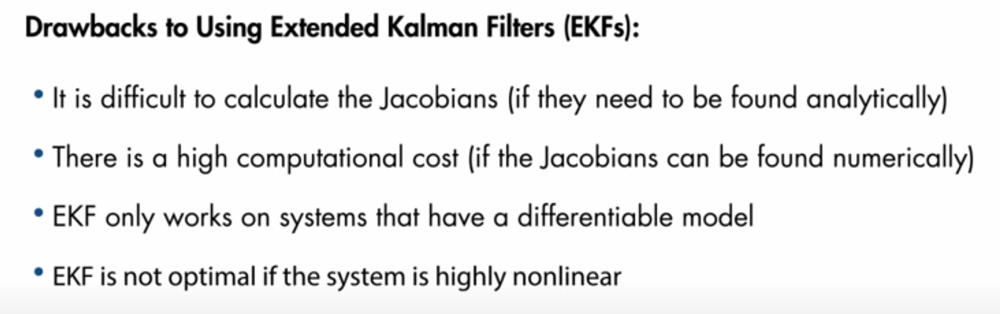 Drawbacks to Using Extended Kalman Filters (EKFs):
• It is difficult to calculate the Jacobians (if they need to be found analytically)
• There is a high computational cost (if the Jacobians can be found numerically)
• EKF only works on systems that have a differentiable model
• EKF is not optimal if the system is highly nonlinear